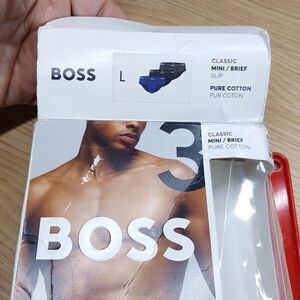 BOSS
L
CLASSIC
MINI / BRIEF
SLIP
PURE COTTON
PUR COTON
3
CLASSIC
MINI / BRIEF
PURE COTTON
BOSS